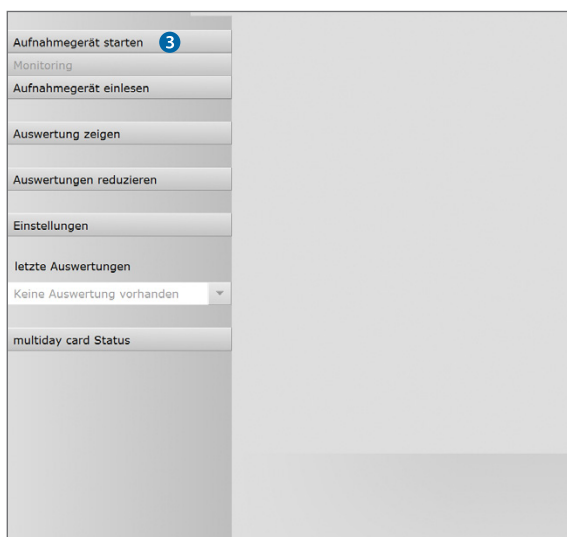 Aufnahmegerät starten 3
Monitoring
Aufnahmegerät einlesen
Auswertung zeigen
Auswertungen reduzieren
Einstellungen
letzte Auswertungen
Keine Auswertung vorhanden
multiday card Status